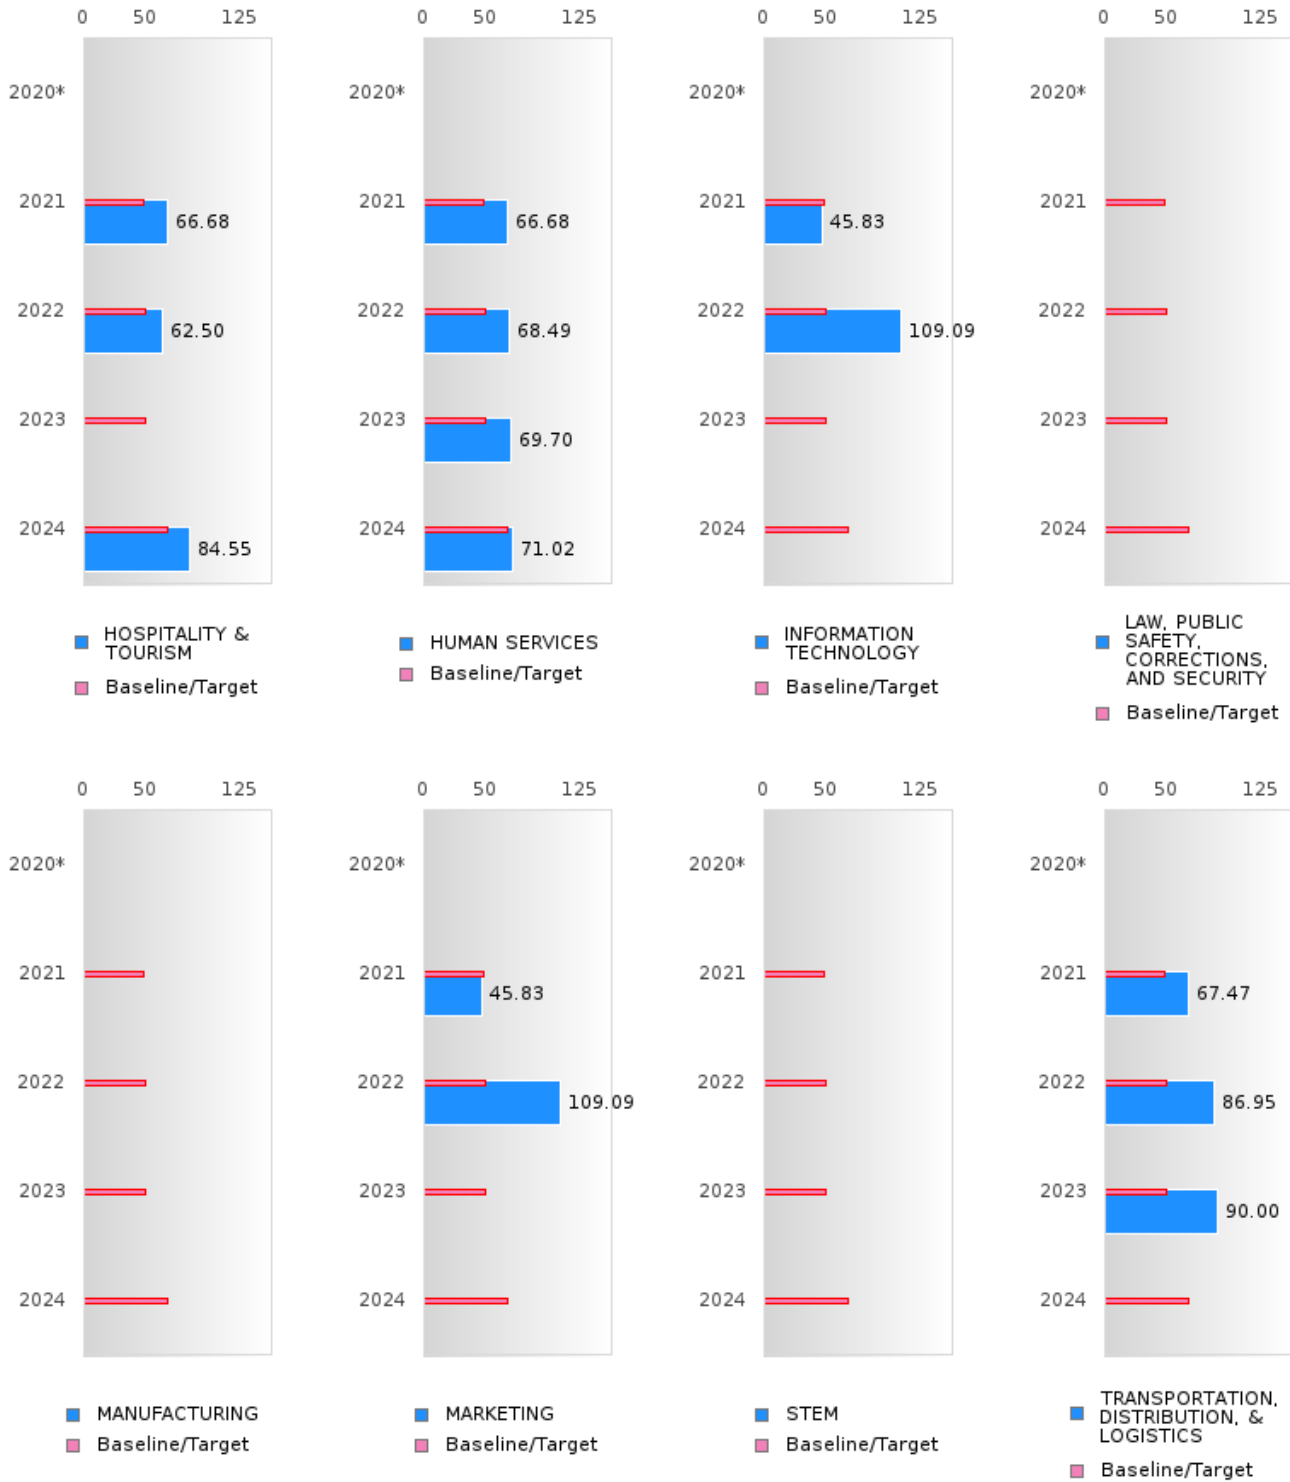 0 50 125
2020*
2021
66.68
2022
62.50
2023
2024
84.55
HOSPITALITY &
TOURISM
Baseline/Target
0 50 125
2020*
2021
66.68
2022
68.49
2023
69.70
2024
71.02
HUMAN SERVICES
Baseline/Target
0 50 125
2020*
2021
45.83
2022
109.09
2023
2024
INFORMATION
TECHNOLOGY
Baseline/Target
0 50 125
2020*
2021
2022
2023
2024
LAW, PUBLIC
SAFETY,
CORRECTIONS,
AND SECURITY
Baseline/Target
0 50 125
2020*
2021
2022
2023
2024
MANUFACTURING
Baseline/Target
0 50 125
2020*
2021
45.83
2022
109.09
2023
2024
MARKETING
Baseline/Target
0 50 125
2020*
2021
2022
2023
2024
STEM
Baseline/Target
0 50 125
2020*
2021
67.47
2022
86.95
2023
90.00
2024
TRANSPORTATION,
DISTRIBUTION, &
LOGISTICS
Baseline/Target